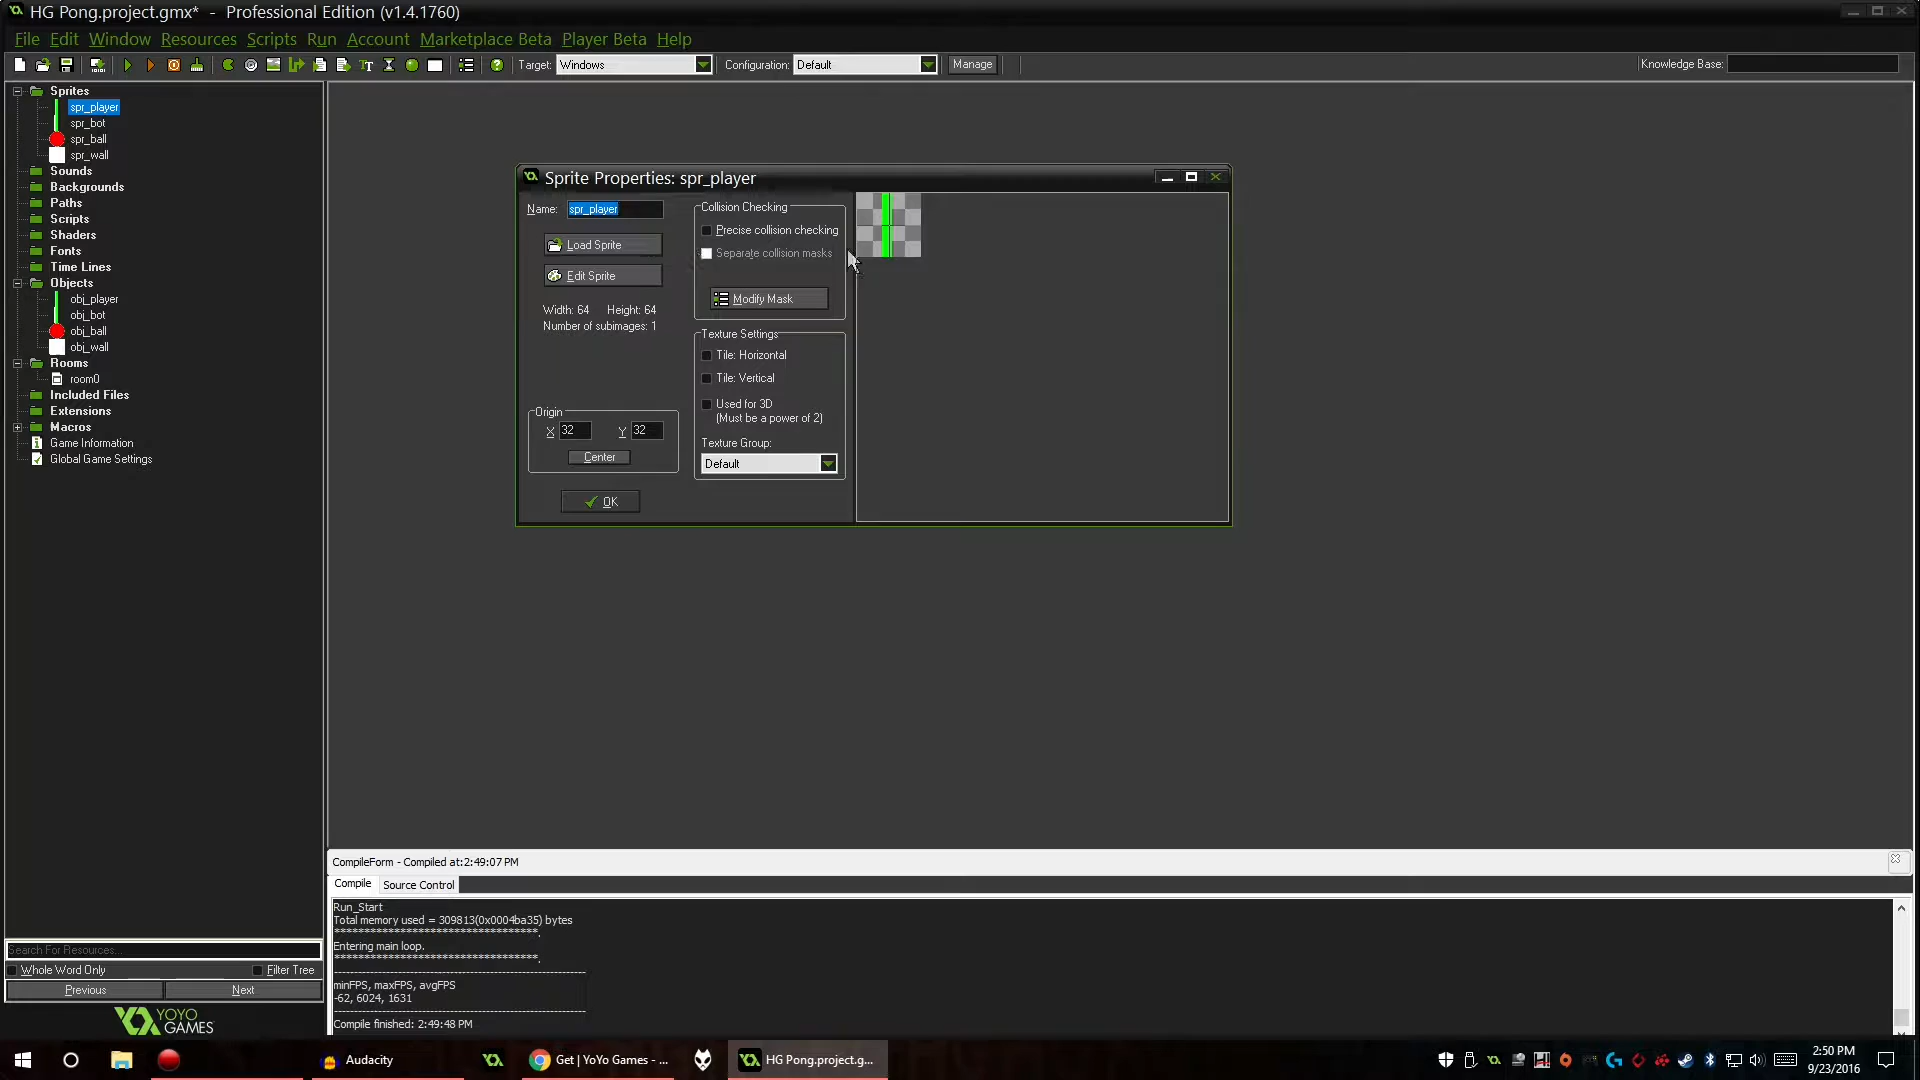 HG Pong.project.gmx*  -  Professional Edition (v1.4.1760)
File Edit Window Resources Scripts Run Account Marketplace Beta Player Beta Help
Target: Windows Configuration: Default Manage Knowledge Base:
Sprites
spr_player
spr_bot
spr_ball
spr_wall
Sounds
Backgrounds
Paths
Scripts
Shaders
Fonts
Time Lines
Objects
obj_player
obj_bot
obj_ball
obj_wall
Rooms
room0
Included Files
Extensions
Macros
Game Information
Global Game Settings
Search For Resources...
Whole Word Only Filter Tree
Previous Next
YOYO
GAMES
Sprite Properties: spr_player
Name: spr_player
Load Sprite
Edit Sprite
Width: 64 Height: 64
Number of subimages: 1
Origin
X 32 Y 32
Center
OK
Collision Checking
Precise collision checking
Separate collision masks
Modify Mask
Texture Settings
Tile: Horizontal
Tile: Vertical
Used for 3D
(Must be a power of 2)
Texture Group:
Default
CompileForm - Compiled at:2:49:07 PM
Compile Source Control
Run_Start
Total memory used = 309813(0x0004ba35) bytes
Entering main loop.
minFPS, maxFPS, avgFPS
-62, 6024, 1631
Compile finished: 2:49:48 PM
Audacity Get | YoYo Games - ... HG Pong.project.g...
2:50 PM
9/23/2016